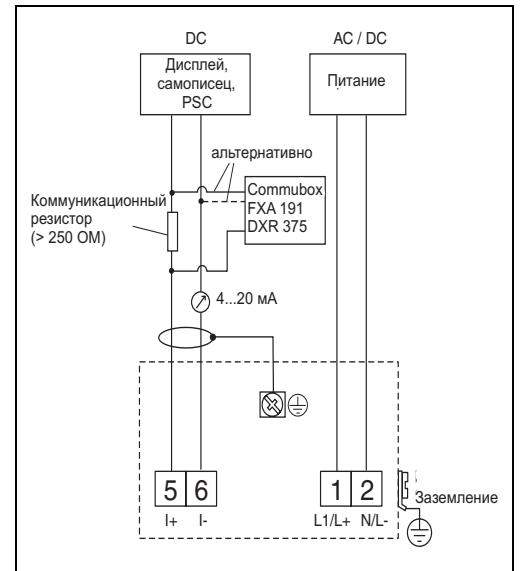 DC
AC / DC
Дисплей,
самописец,
PSC
Питание
альтернативно
Commubox
FXA 191
DXR 375
Коммуникационный
резистор
(> 250 OM)
4...20 мА
5 6
1 2
I+ I-
L1/L+ N/L-
Заземление